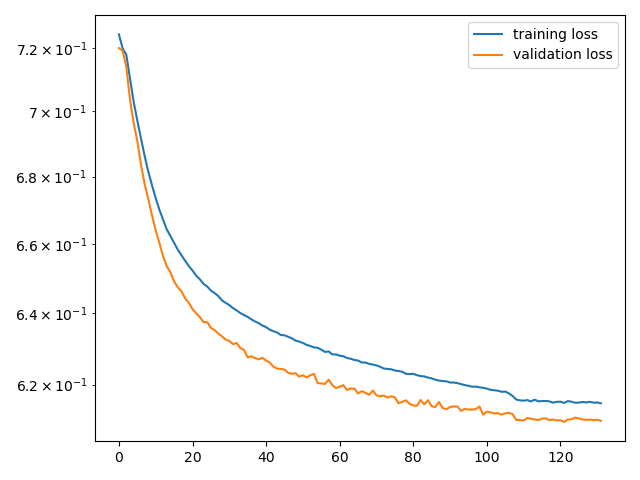 training loss
validation loss
7.2 × 10⁻¹
7 × 10⁻¹
6.8 × 10⁻¹
6.6 × 10⁻¹
6.4 × 10⁻¹
6.2 × 10⁻¹
0 20 40 60 80 100 120